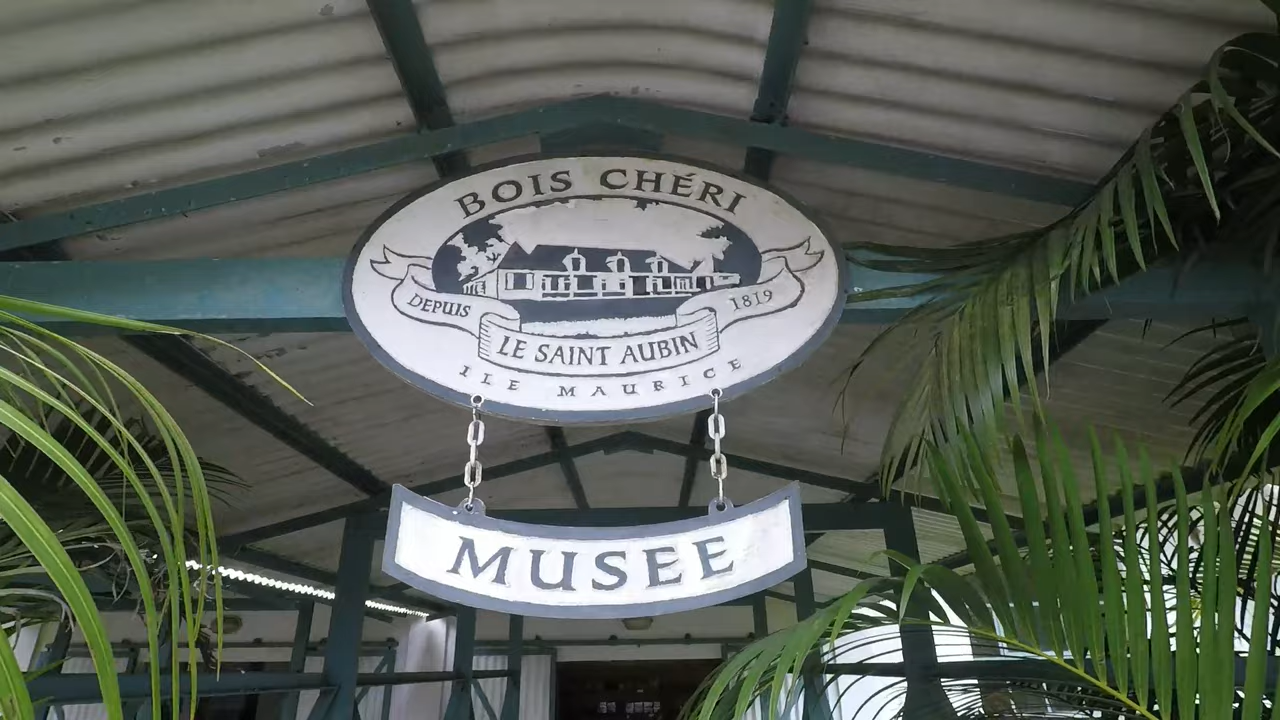 BOIS CHÉRI
DEPUIS 1819
LE SAINT AUBIN
ILE MAURICE
MUSEE